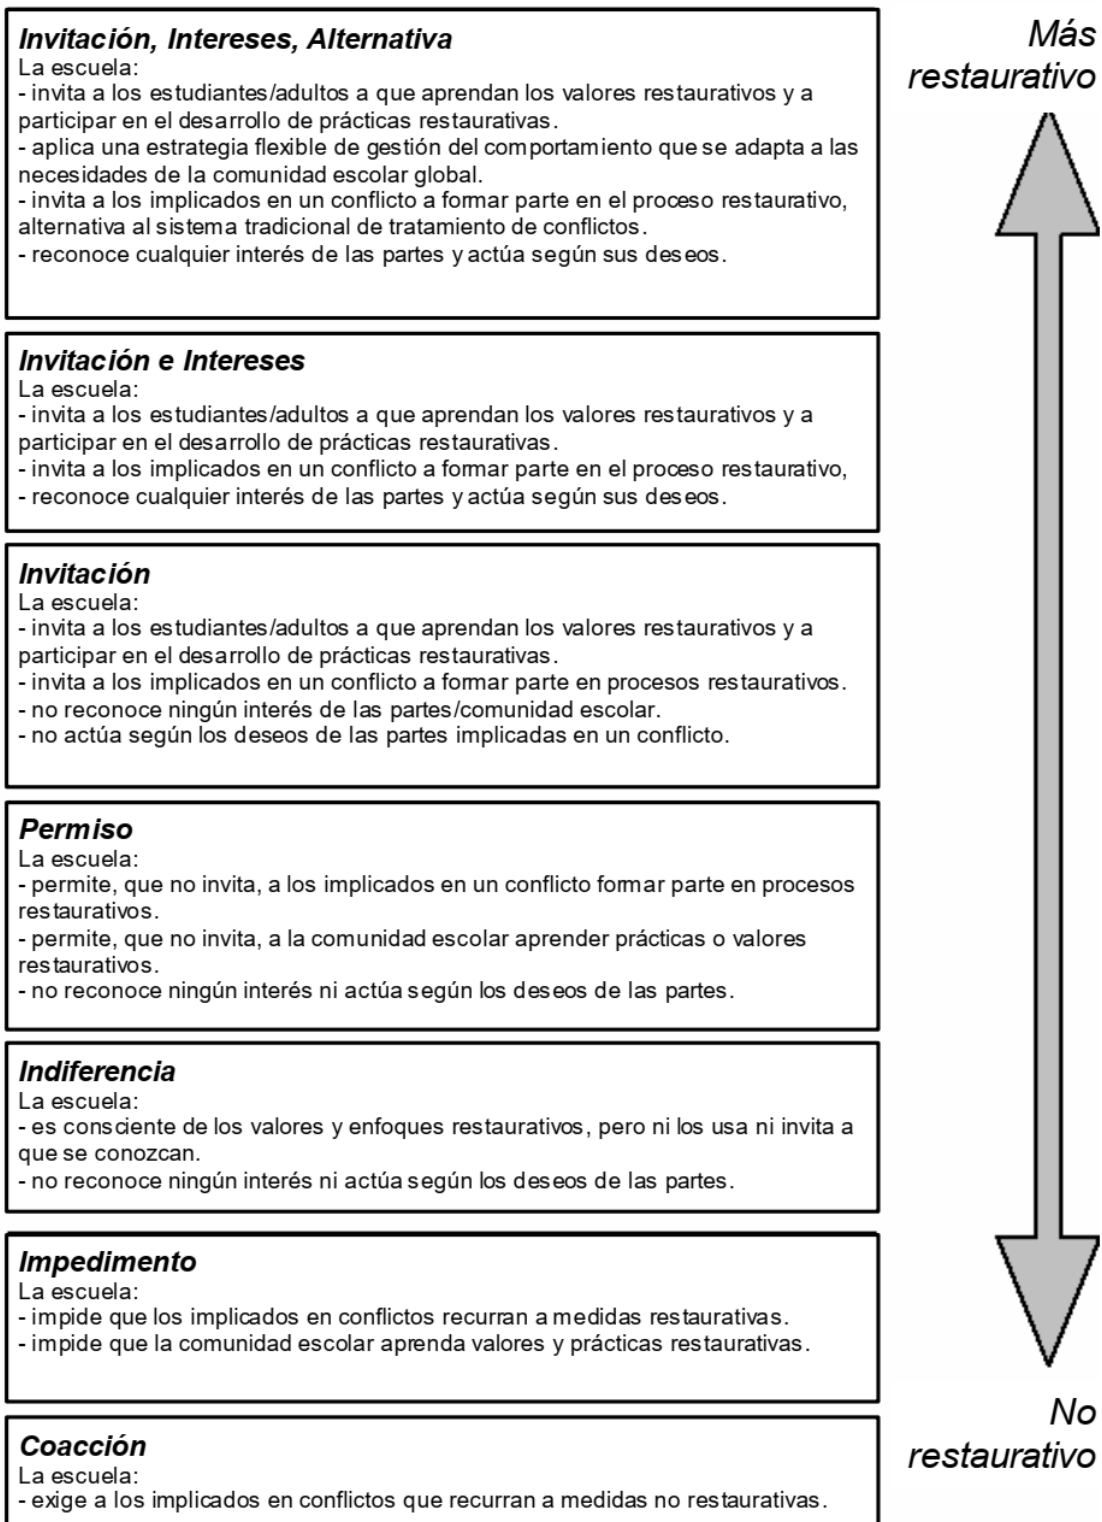 Invitación, Intereses, Alternativa
La escuela:
- invita a los estudiantes/adultos a que aprendan los valores restaurativos y a
participar en el desarrollo de prácticas restaurativas.
- aplica una estrategia flexible de gestión del comportamiento que se adapta a las
necesidades de la comunidad escolar global.
- invita a los implicados en un conflicto a formar parte en el proceso restaurativo,
alternativa al sistema tradicional de tratamiento de conflictos.
- reconoce cualquier interés de las partes y actúa según sus deseos.
Más
restaurativo
Invitación e Intereses
La escuela:
- invita a los estudiantes/adultos a que aprendan los valores restaurativos y a
participar en el desarrollo de prácticas restaurativas.
- invita a los implicados en un conflicto a formar parte en el proceso restaurativo,
- reconoce cualquier interés de las partes y actúa según sus deseos.
Invitación
La escuela:
- invita a los estudiantes/adultos a que aprendan los valores restaurativos y a
participar en el desarrollo de prácticas restaurativas.
- invita a los implicados en un conflicto a formar parte en procesos restaurativos.
- no reconoce ningún interés de las partes/comunidad escolar.
- no actúa según los deseos de las partes implicadas en un conflicto.
Permiso
La escuela:
- permite, que no invita, a los implicados en un conflicto formar parte en procesos
restaurativos.
- permite, que no invita, a la comunidad escolar aprender prácticas o valores
restaurativos.
- no reconoce ningún interés ni actúa según los deseos de las partes.
Indiferencia
La escuela:
- es consciente de los valores y enfoques restaurativos, pero ni los usa ni invita a
que se conozcan.
- no reconoce ningún interés ni actúa según los deseos de las partes.
Impedimento
La escuela:
- impide que los implicados en conflictos recurran a medidas restaurativas.
- impide que la comunidad escolar aprenda valores y prácticas restaurativas.
Coacción
La escuela:
- exige a los implicados en conflictos que recurran a medidas no restaurativas.
No
restaurativo